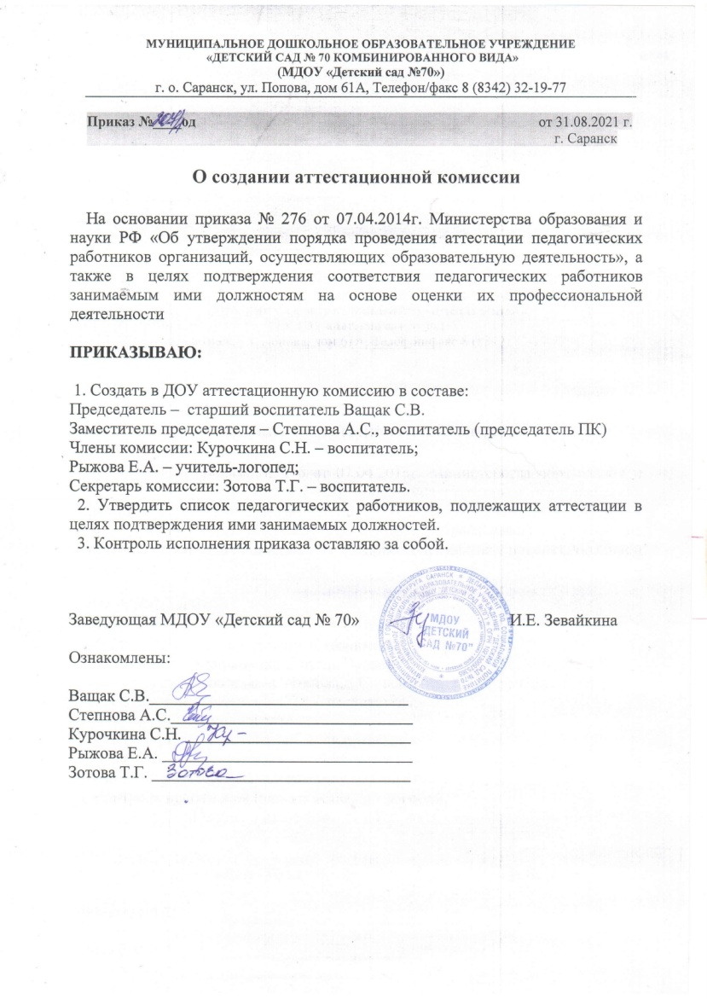 МУНИЦИПАЛЬНОЕ ДОШКОЛЬНОЕ ОБРАЗОВАТЕЛЬНОЕ УЧРЕЖДЕНИЕ
«ДЕТСКИЙ САД № 70 КОМБИНИРОВАННОГО ВИДА»
(МДОУ «Детский сад №70»)
г. о. Саранск, ул. Попова, дом 61А, Телефон/факс 8 (8342) 32-19-77
Приказ № од от 31.08.2021 г.
г. Саранск
О создании аттестационной комиссии
На основании приказа № 276 от 07.04.2014г. Министерства образования и
науки РФ «Об утверждении порядка проведения аттестации педагогических
работников организаций, осуществляющих образовательную деятельность», а
также в целях подтверждения соответствия педагогических работников
занимаемым ими должностям на основе оценки их профессиональной
деятельности
ПРИКАЗЫВАЮ:
1. Создать в ДОУ аттестационную комиссию в составе:
Председатель – старший воспитатель Ващак С.В.
Заместитель председателя – Степнова А.С., воспитатель (председатель ПК)
Члены комиссии: Курочкина С.Н. – воспитатель;
Рыжова Е.А. – учитель-логопед;
Секретарь комиссии: Зотова Т.Г. – воспитатель.
2. Утвердить список педагогических работников, подлежащих аттестации в
целях подтверждения ими занимаемых должностей.
3. Контроль исполнения приказа оставляю за собой.
Заведующая МДОУ «Детский сад № 70» И.Е. Зевайкина
МДОУ
"ДЕТСКИЙ
САД №70"
Ознакомлены:
Ващак С.В.
Степнова А.С.
Курочкина С.Н.
Рыжова Е.А.
Зотова Т.Г. Зотова